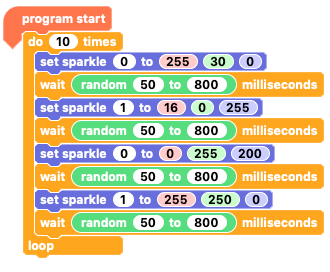 program start
do 10 times
set sparkle 0 to 255 30 0
wait random 50 to 800 milliseconds
set sparkle 1 to 16 0 255
wait random 50 to 800 milliseconds
set sparkle 0 to 0 255 200
wait random 50 to 800 milliseconds
set sparkle 1 to 255 250 0
wait random 50 to 800 milliseconds
loop